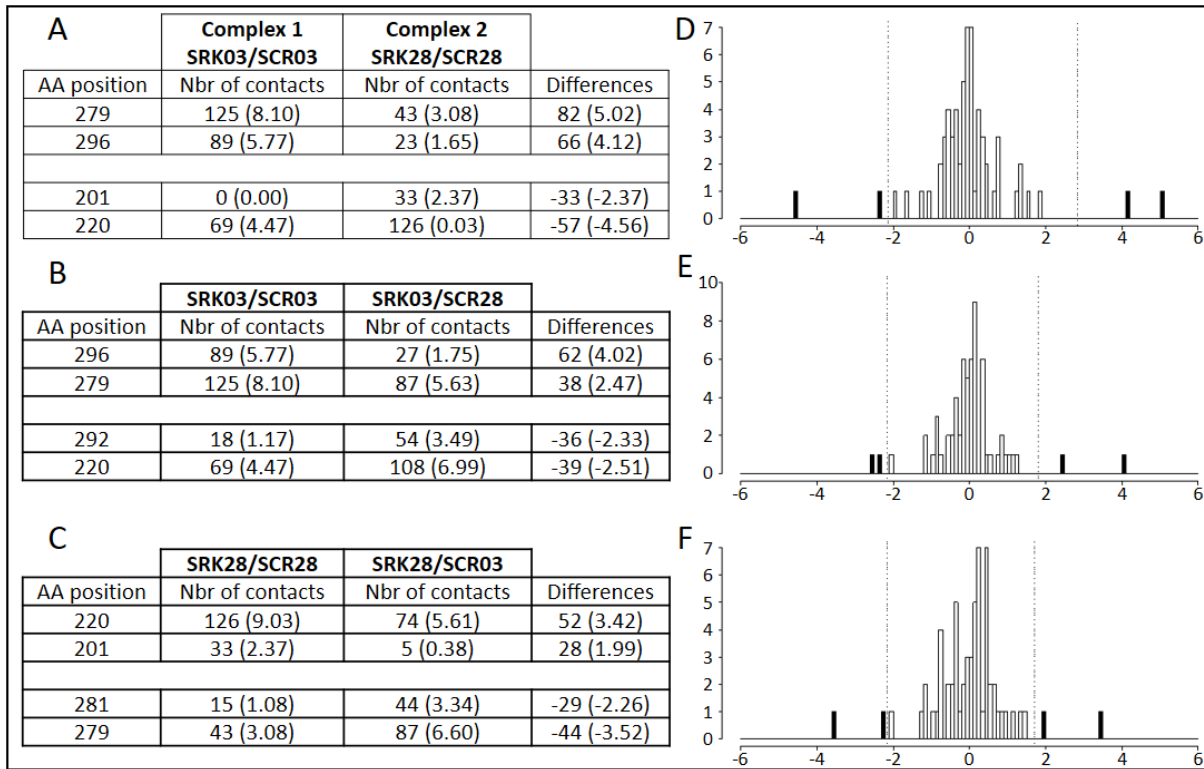 A
Complex 1 Complex 2
SRK03/SCR03 SRK28/SCR28
AA position Nbr of contacts Nbr of contacts Differences
279 125 (8.10) 43 (3.08) 82 (5.02)
296 89 (5.77) 23 (1.65) 66 (4.12)
201 0 (0.00) 33 (2.37) -33 (-2.37)
220 69 (4.47) 126 (0.03) -57 (-4.56)
B
SRK03/SCR03 SRK03/SCR28
AA position Nbr of contacts Nbr of contacts Differences
296 89 (5.77) 27 (1.75) 62 (4.02)
279 125 (8.10) 87 (5.63) 38 (2.47)
292 18 (1.17) 54 (3.49) -36 (-2.33)
220 69 (4.47) 108 (6.99) -39 (-2.51)
C
SRK28/SCR28 SRK28/SCR03
AA position Nbr of contacts Nbr of contacts Differences
220 126 (9.03) 74 (5.61) 52 (3.42)
201 33 (2.37) 5 (0.38) 28 (1.99)
281 15 (1.08) 44 (3.34) -29 (-2.26)
279 43 (3.08) 87 (6.60) -44 (-3.52)
D
7
6
5
4
3
2
1
0
-6 -4 -2 0 2 4 6
E
10
8
6
4
2
0
-6 -4 -2 0 2 4 6
F
7
6
5
4
3
2
1
0
-6 -4 -2 0 2 4 6